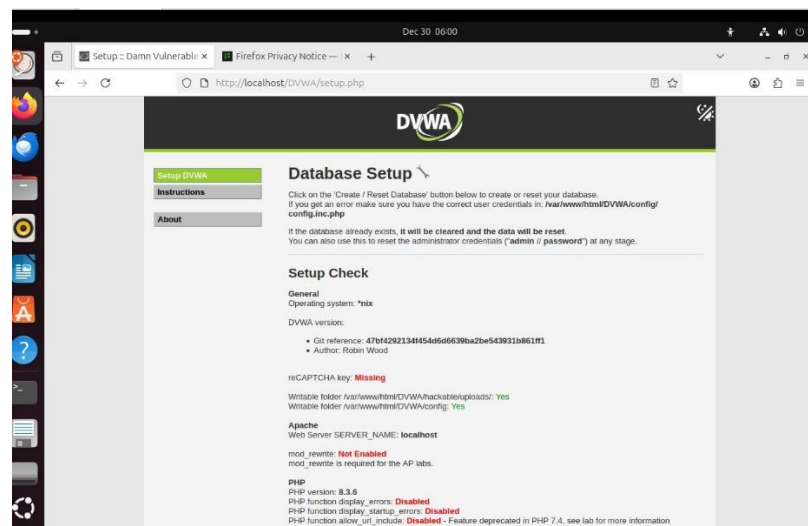 Dec 30 06:00
Setup :: Damn Vulnerable
Firefox Privacy Notice —
http://localhost/DVWA/setup.php
DVWA
Setup DVWA
Instructions
About
Database Setup
Click on the 'Create / Reset Database' button below to create or reset your database.
If you get an error make sure you have the correct user credentials in: /var/www/html/DVWA/config/
config.inc.php
If the database already exists, it will be cleared and the data will be reset.
You can also use this to reset the administrator credentials ("admin // password") at any stage.
Setup Check
General
Operating system: *nix
DVWA version:
Git reference: 47bf4292134f454d6d6639ba2be543931b861ff1
Author: Robin Wood
reCAPTCHA key: Missing
Writable folder /var/www/html/DVWA/hackable/uploads/: Yes
Writable folder /var/www/html/DVWA/config: Yes
Apache
Web Server SERVER_NAME: localhost
mod_rewrite: Not Enabled
mod_rewrite is required for the AP labs.
PHP
PHP version: 8.3.6
PHP function display_errors: Disabled
PHP function display_startup_errors: Disabled
PHP function allow_url_include: Disabled - Feature deprecated in PHP 7.4, see lab for more information